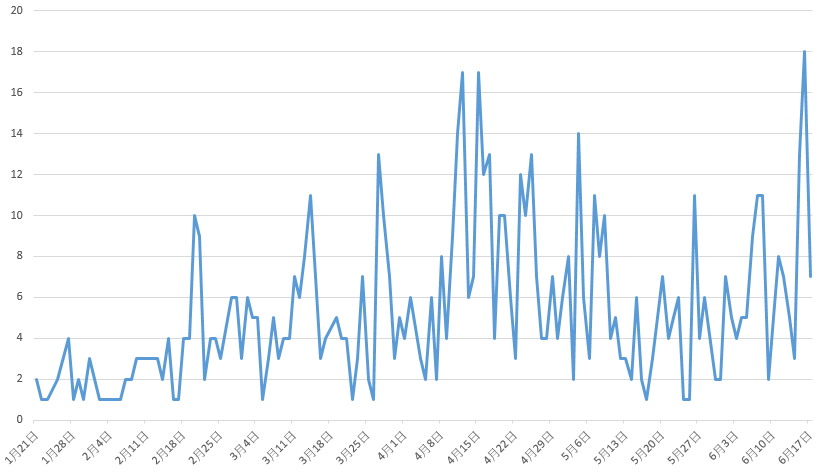 20
18
16
14
12
10
8
6
4
2
0
1月21日
1月28日
2月4日
2月11日
2月18日
2月25日
3月4日
3月11日
3月18日
3月25日
4月1日
4月8日
4月15日
4月22日
4月29日
5月6日
5月13日
5月20日
5月27日
6月3日
6月10日
6月17日